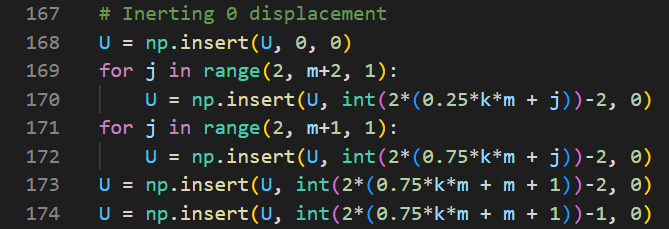 167 # Inerting 0 displacement
168 U = np.insert(U, 0, 0)
169 for j in range(2, m+2, 1):
170     U = np.insert(U, int(2*(0.25*k*m + j))-2, 0)
171 for j in range(2, m+1, 1):
172     U = np.insert(U, int(2*(0.75*k*m + j))-2, 0)
173 U = np.insert(U, int(2*(0.75*k*m + m + 1))-2, 0)
174 U = np.insert(U, int(2*(0.75*k*m + m + 1))-1, 0)